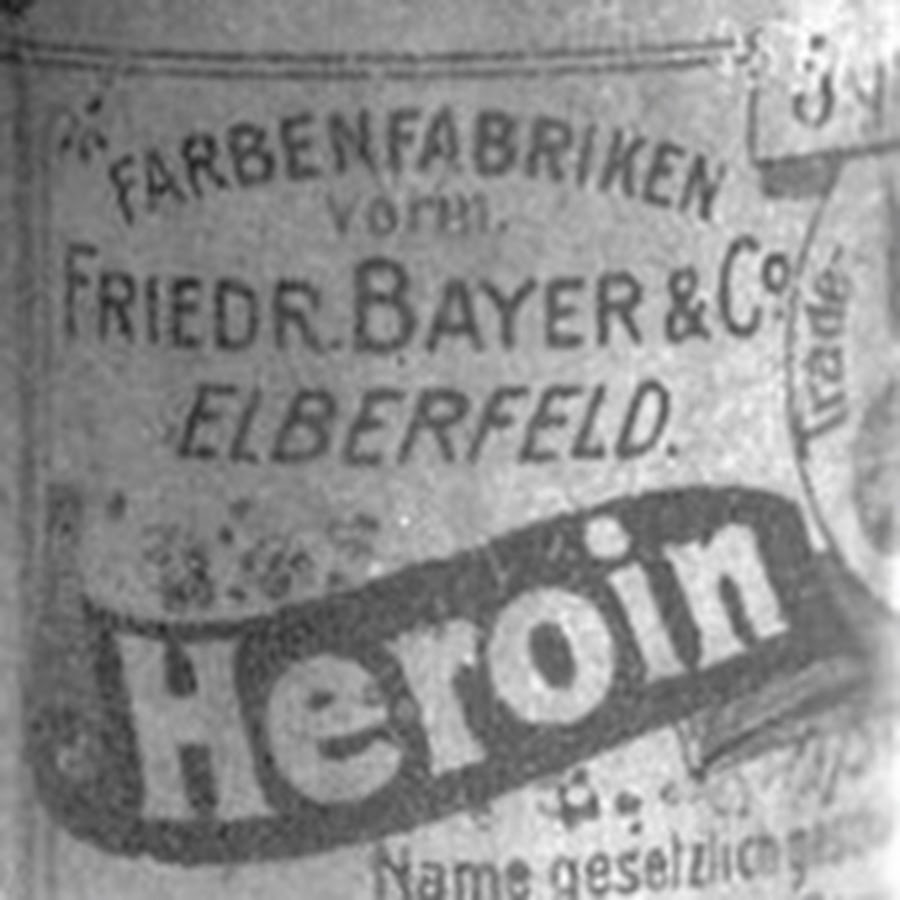 FARBENFABRIKEN
vorm.
FRIEDR. BAYER & Co.
ELBERFELD.
Trade-
Heroin
Name gesetzlich